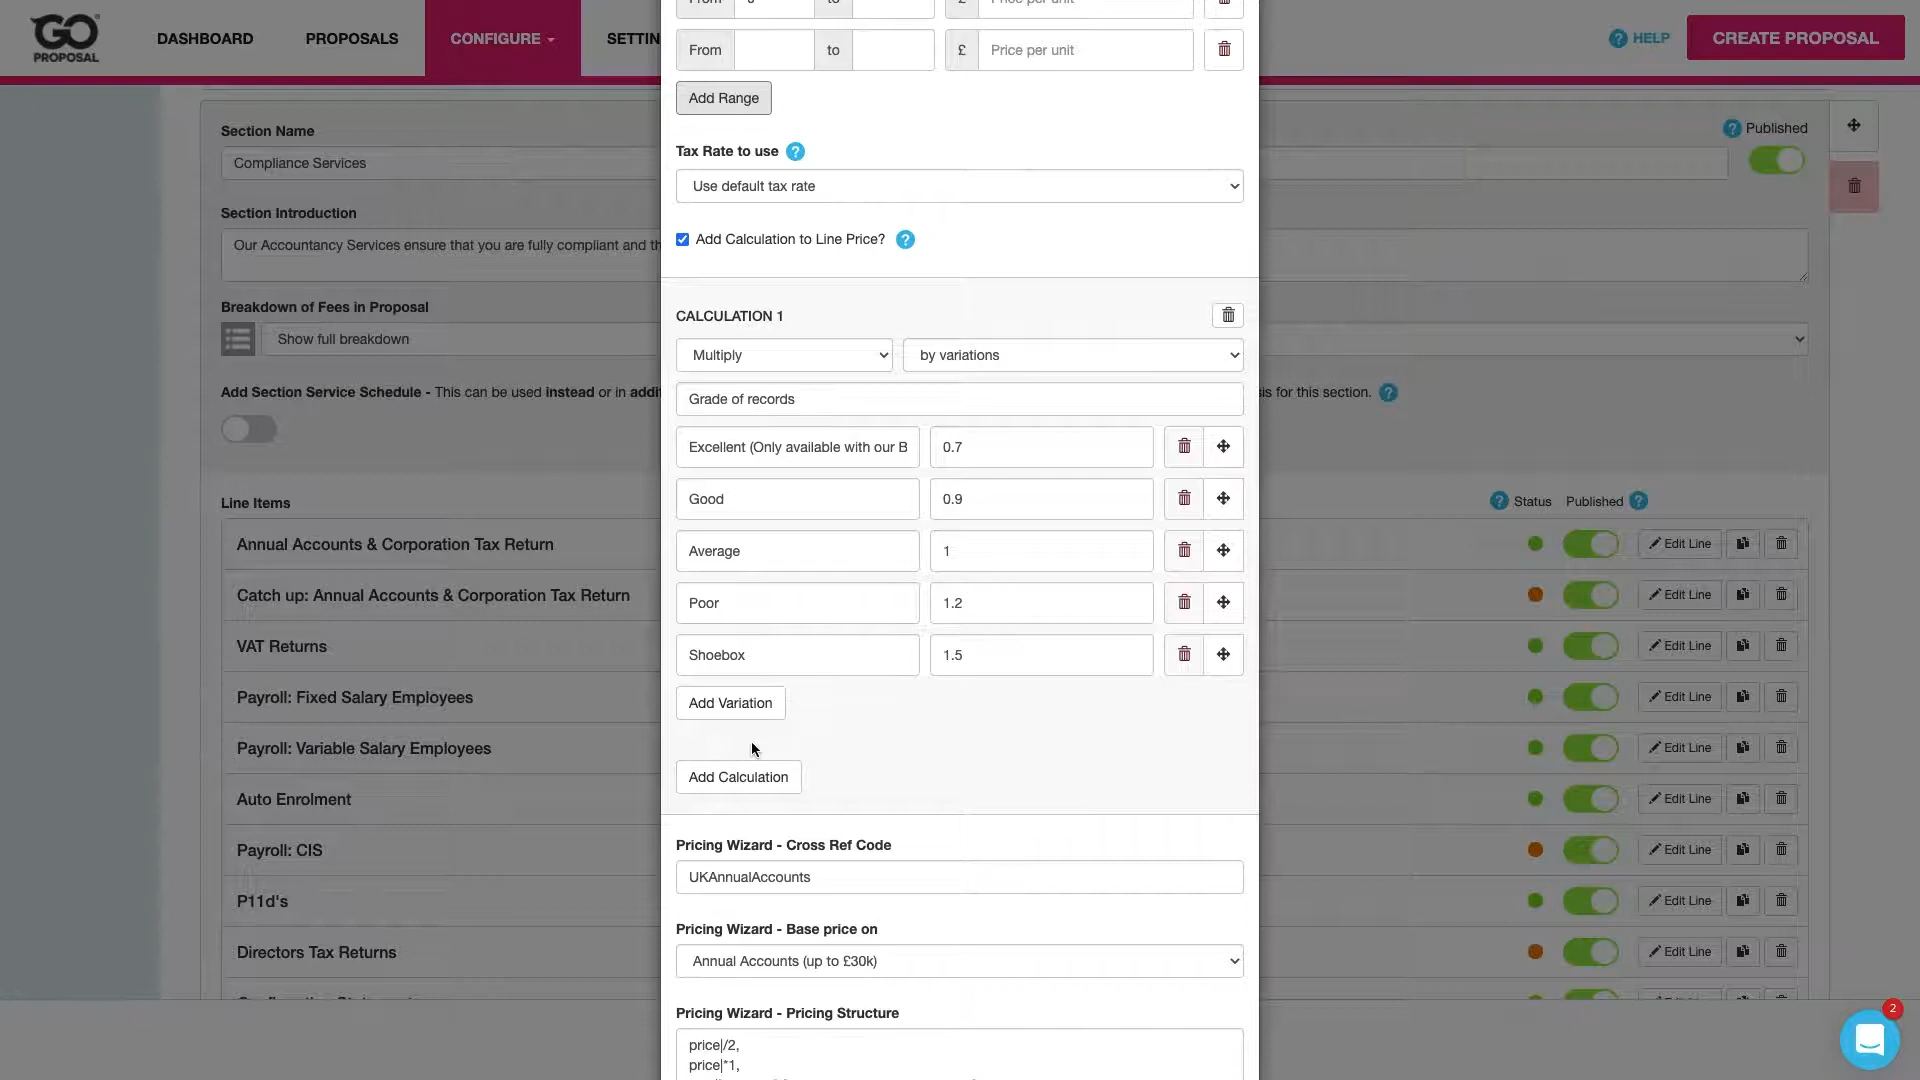 GO
PROPOSAL
DASHBOARD
PROPOSALS
CONFIGURE
SETTIN
? HELP
CREATE PROPOSAL
From to £ Price per unit
From to £ Price per unit
Add Range
Section Name
? Published
Compliance Services
Tax Rate to use ?
Use default tax rate
Section Introduction
Our Accountancy Services ensure that you are fully compliant and th
Add Calculation to Line Price? ?
Breakdown of Fees in Proposal
Show full breakdown
CALCULATION 1
Multiply
by variations
Add Section Service Schedule - This can be used instead or in addi
sis for this section. ?
Grade of records
Excellent (Only available with our B
0.7
Good
0.9
Average
1
Poor
1.2
Shoebox
1.5
Add Variation
Add Calculation
Line Items
? Status Published ?
Annual Accounts & Corporation Tax Return
Edit Line
Catch up: Annual Accounts & Corporation Tax Return
Edit Line
VAT Returns
Edit Line
Payroll: Fixed Salary Employees
Edit Line
Payroll: Variable Salary Employees
Edit Line
Auto Enrolment
Edit Line
Payroll: CIS
Edit Line
P11d's
Edit Line
Directors Tax Returns
Edit Line
Pricing Wizard - Cross Ref Code
UKAnnualAccounts
Pricing Wizard - Base price on
Annual Accounts (up to £30k)
Pricing Wizard - Pricing Structure
price|/2,
price|*1,
2